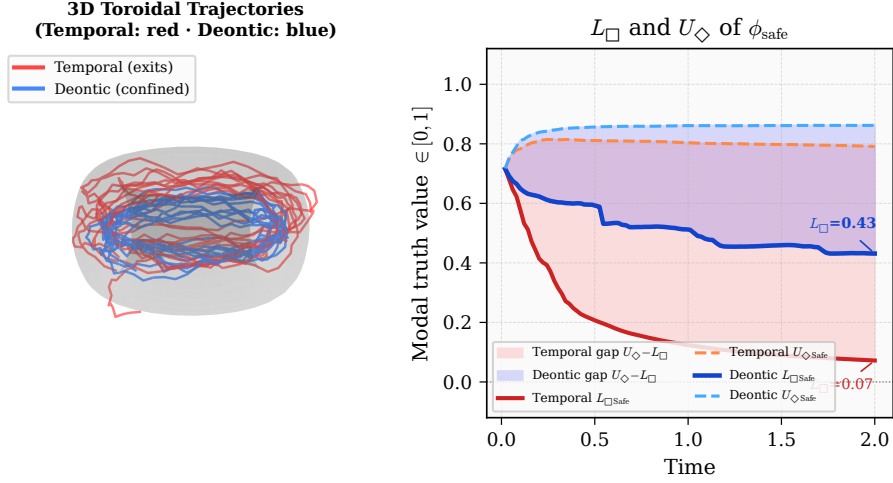 3D Toroidal Trajectories
(Temporal: red · Deontic: blue)
Temporal (exits)
Deontic (confined)
L□ and U◇ of ϕsafe
Modal truth value ∈ [0, 1]
1.0
0.8
0.6
0.4
0.2
0.0
L□=0.43
L□=0.07
Temporal gap U◇−L□
Deontic gap U◇−L□
Temporal L□Safe
Temporal U◇Safe
Deontic L□Safe
Deontic U◇Safe
0.0 0.5 1.0 1.5 2.0
Time